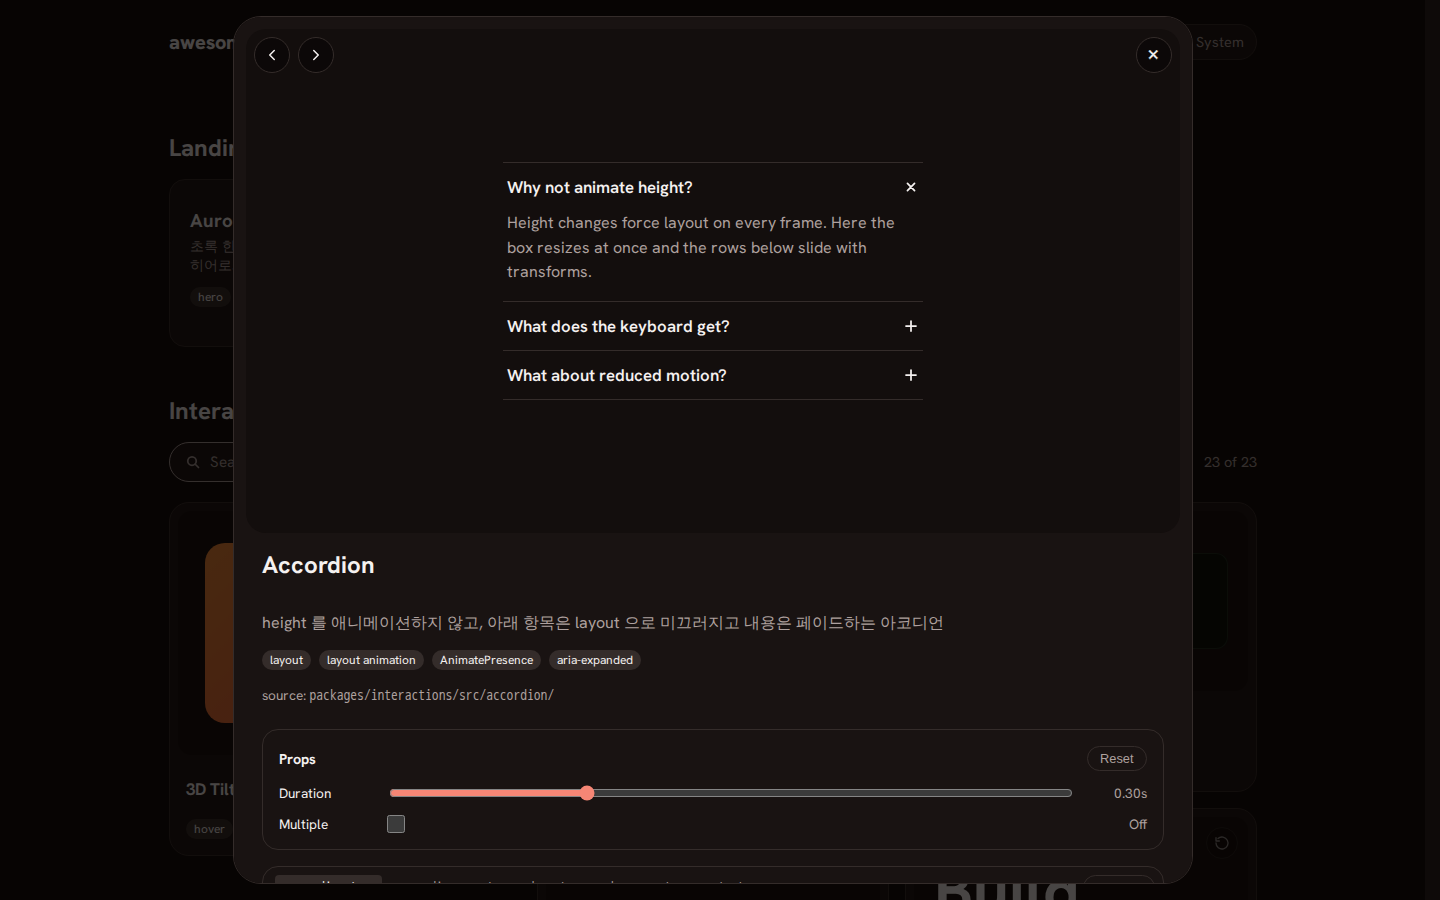 System
Landin
Auro
초록 한
히어로
hero
Intera
Sea
23 of 23
3D Tilt
hover
Why not animate height?
Height changes force layout on every frame. Here the
box resizes at once and the rows below slide with
transforms.
What does the keyboard get?
What about reduced motion?
Accordion
height 를 애니메이션하지 않고, 아래 항목은 layout 으로 미끄러지고 내용은 페이드하는 아코디언
layout layout animation AnimatePresence aria-expanded
source: packages/interactions/src/accordion/
Props Reset
Duration 0.30s
Multiple Off
Build